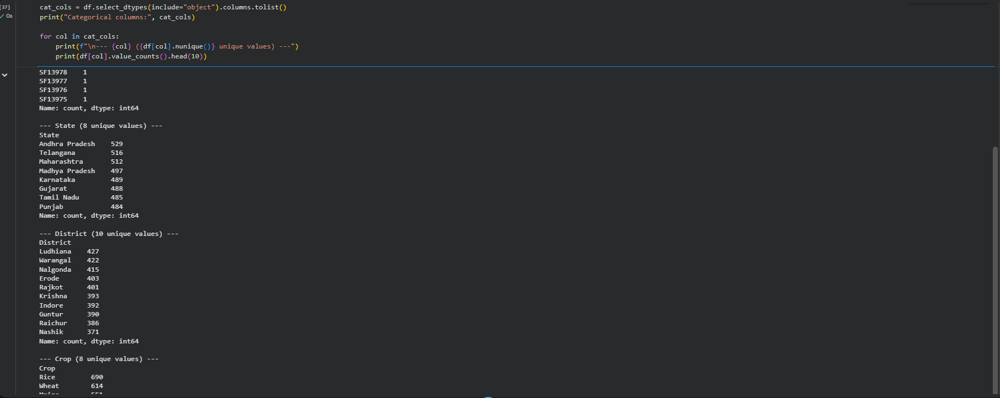 [37]
0s
cat_cols = df.select_dtypes(include="object").columns.tolist()
print("Categorical columns:", cat_cols)
for col in cat_cols:
    print(f"\n--- {col} ({df[col].nunique()} unique values) ---")
    print(df[col].value_counts().head(10))
SF13978    1
SF13977    1
SF13976    1
SF13975    1
Name: count, dtype: int64
--- State (8 unique values) ---
State
Andhra Pradesh    529
Telangana         516
Maharashtra       512
Madhya Pradesh    497
Karnataka         489
Gujarat           488
Tamil Nadu        485
Punjab            484
Name: count, dtype: int64
--- District (10 unique values) ---
District
Ludhiana    427
Warangal    422
Nalgonda    415
Erode       403
Rajkot      401
Krishna     393
Indore      392
Guntur      390
Raichur     386
Nashik      371
Name: count, dtype: int64
--- Crop (8 unique values) ---
Crop
Rice         690
Wheat        614